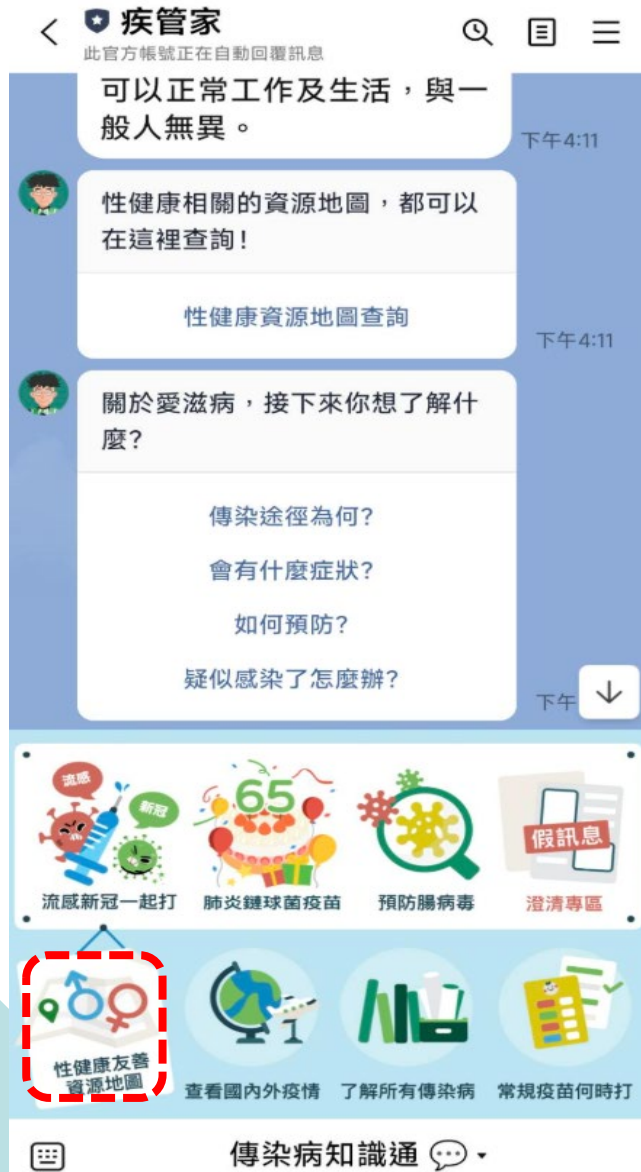 疾管家
此官方帳號正在自動回覆訊息
可以正常工作及生活，與一
般人無異。
下午4:11
性健康相關的資源地圖，都可以
在這裡查詢!
性健康資源地圖查詢
下午4:11
關於愛滋病，接下來你想了解什
麼?
傳染途徑為何?
會有什麼症狀?
如何預防?
疑似感染了怎麼辦?
下午
流感
新冠
流感新冠一起打
65
肺炎鏈球菌疫苗
預防腸病毒
假訊息
澄清專區
性健康友善
資源地圖
查看國內外疫情
了解所有傳染病
常規疫苗何時打
傳染病知識通